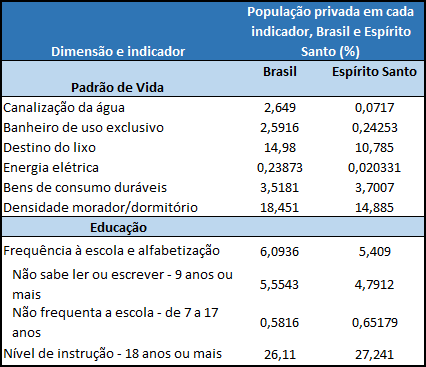 Dimensão e indicador
População privada em cada
indicador, Brasil e Espírito
Santo (%)
Padrão de Vida Brasil Espírito Santo
Canalização da água 2,649 0,0717
Banheiro de uso exclusivo 2,5916 0,24253
Destino do lixo 14,98 10,785
Energia elétrica 0,23873 0,020331
Bens de consumo duráveis 3,5181 3,7007
Densidade morador/dormitório 18,451 14,885
Educação
Frequência à escola e alfabetização 6,0936 5,409
Não sabe ler ou escrever - 9 anos ou
mais 5,5543 4,7912
Não frequenta a escola - de 7 a 17
anos 0,5816 0,65179
Nível de instrução - 18 anos ou mais 26,11 27,241